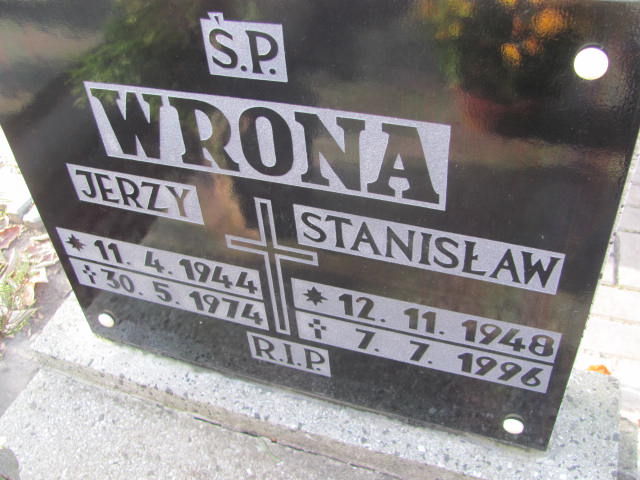 Ś.P.
WRONA
JERZY
* 11. 4. 1944
✝ 30. 5. 1974
STANISŁAW
* 12. 11. 1948
✝ 7. 7. 1996
R.I.P.